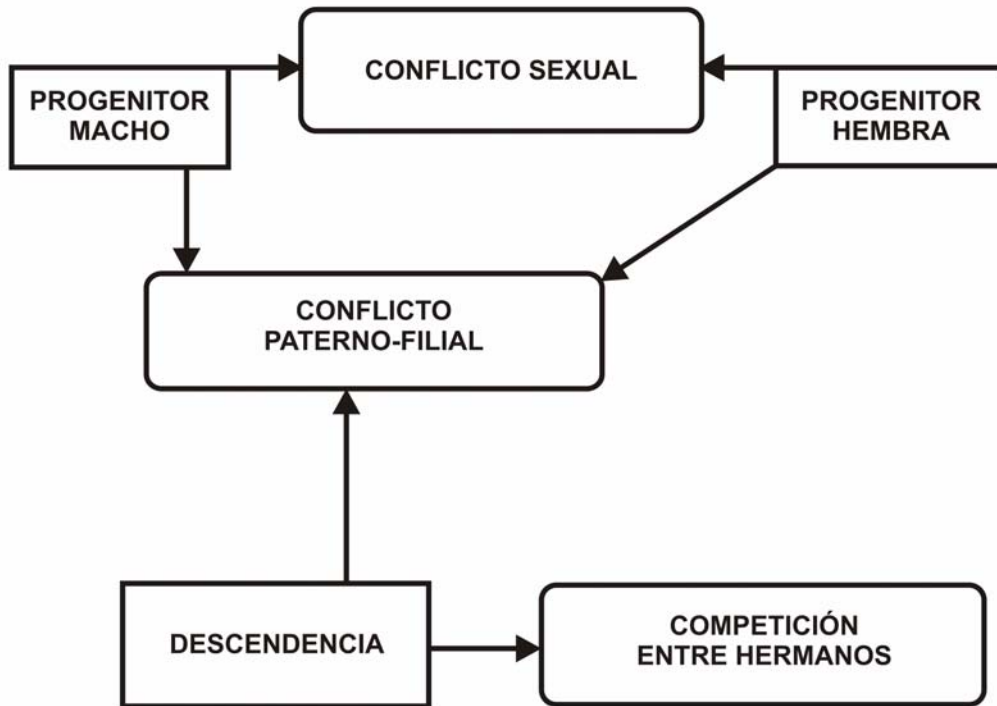 CONFLICTO SEXUAL
PROGENITOR
MACHO
PROGENITOR
HEMBRA
CONFLICTO
PATERNO-FILIAL
DESCENDENCIA
COMPETICIÓN
ENTRE HERMANOS